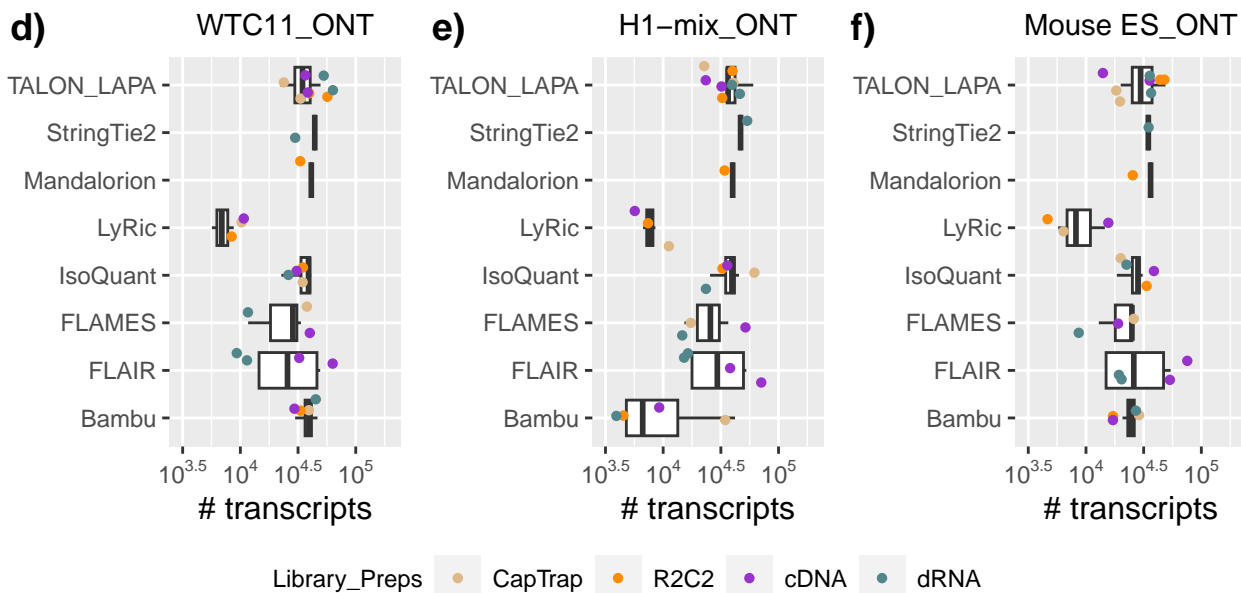 d) WTC11_ONT
TALON_LAPA
StringTie2
Mandalorion
LyRic
IsoQuant
FLAMES
FLAIR
Bambu
10^3.5 10^4 10^4.5 10^5
# transcripts
e) H1−mix_ONT
TALON_LAPA
StringTie2
Mandalorion
LyRic
IsoQuant
FLAMES
FLAIR
Bambu
10^3.5 10^4 10^4.5 10^5
# transcripts
f) Mouse ES_ONT
TALON_LAPA
StringTie2
Mandalorion
LyRic
IsoQuant
FLAMES
FLAIR
Bambu
10^3.5 10^4 10^4.5 10^5
# transcripts
Library_Preps CapTrap R2C2 cDNA dRNA